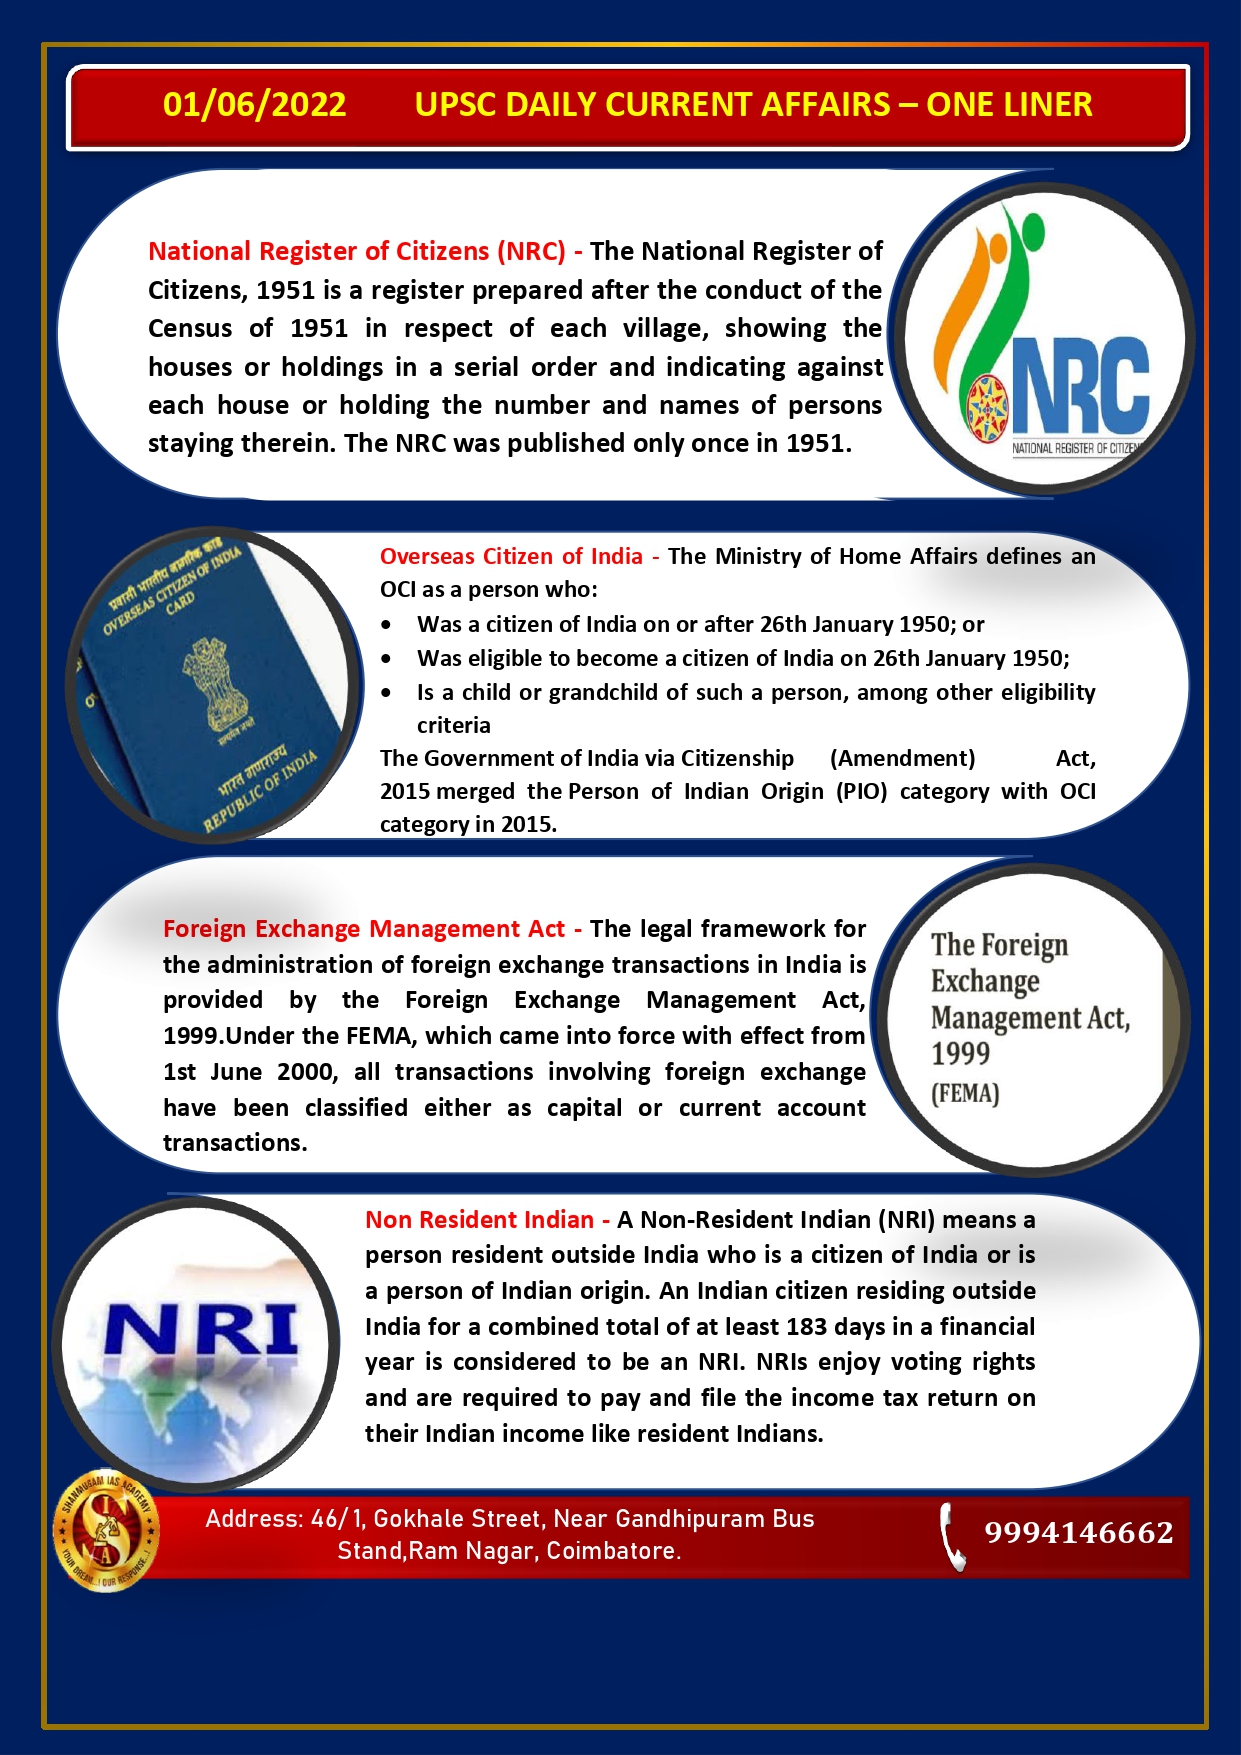 01/06/2022 UPSC DAILY CURRENT AFFAIRS – ONE LINER
National Register of Citizens (NRC) - The National Register of
Citizens, 1951 is a register prepared after the conduct of the
Census of 1951 in respect of each village, showing the
houses or holdings in a serial order and indicating against
each house or holding the number and names of persons
staying therein. The NRC was published only once in 1951.
NRC
NATIONAL REGISTER OF CITIZEN
प्रवासी भारतीय नागरिक कार्ड
OVERSEAS CITIZEN OF INDIA
CARD
सत्यमेव जयते
भारत गणराज्य
REPUBLIC OF INDIA
Overseas Citizen of India - The Ministry of Home Affairs defines an
OCI as a person who:
• Was a citizen of India on or after 26th January 1950; or
• Was eligible to become a citizen of India on 26th January 1950;
• Is a child or grandchild of such a person, among other eligibility
criteria
The Government of India via Citizenship (Amendment) Act,
2015 merged the Person of Indian Origin (PIO) category with OCI
category in 2015.
Foreign Exchange Management Act - The legal framework for
the administration of foreign exchange transactions in India is
provided by the Foreign Exchange Management Act,
1999.Under the FEMA, which came into force with effect from
1st June 2000, all transactions involving foreign exchange
have been classified either as capital or current account
transactions.
The Foreign
Exchange
Management Act,
1999
(FEMA)
NRI
Non Resident Indian - A Non-Resident Indian (NRI) means a
person resident outside India who is a citizen of India or is
a person of Indian origin. An Indian citizen residing outside
India for a combined total of at least 183 days in a financial
year is considered to be an NRI. NRIs enjoy voting rights
and are required to pay and file the income tax return on
their Indian income like resident Indians.
SHANMUGAM IAS ACADEMY
SIA
YOUR DREAM...! OUR RESPONSE...!
Address: 46/1, Gokhale Street, Near Gandhipuram Bus
Stand,Ram Nagar, Coimbatore.
9994146662